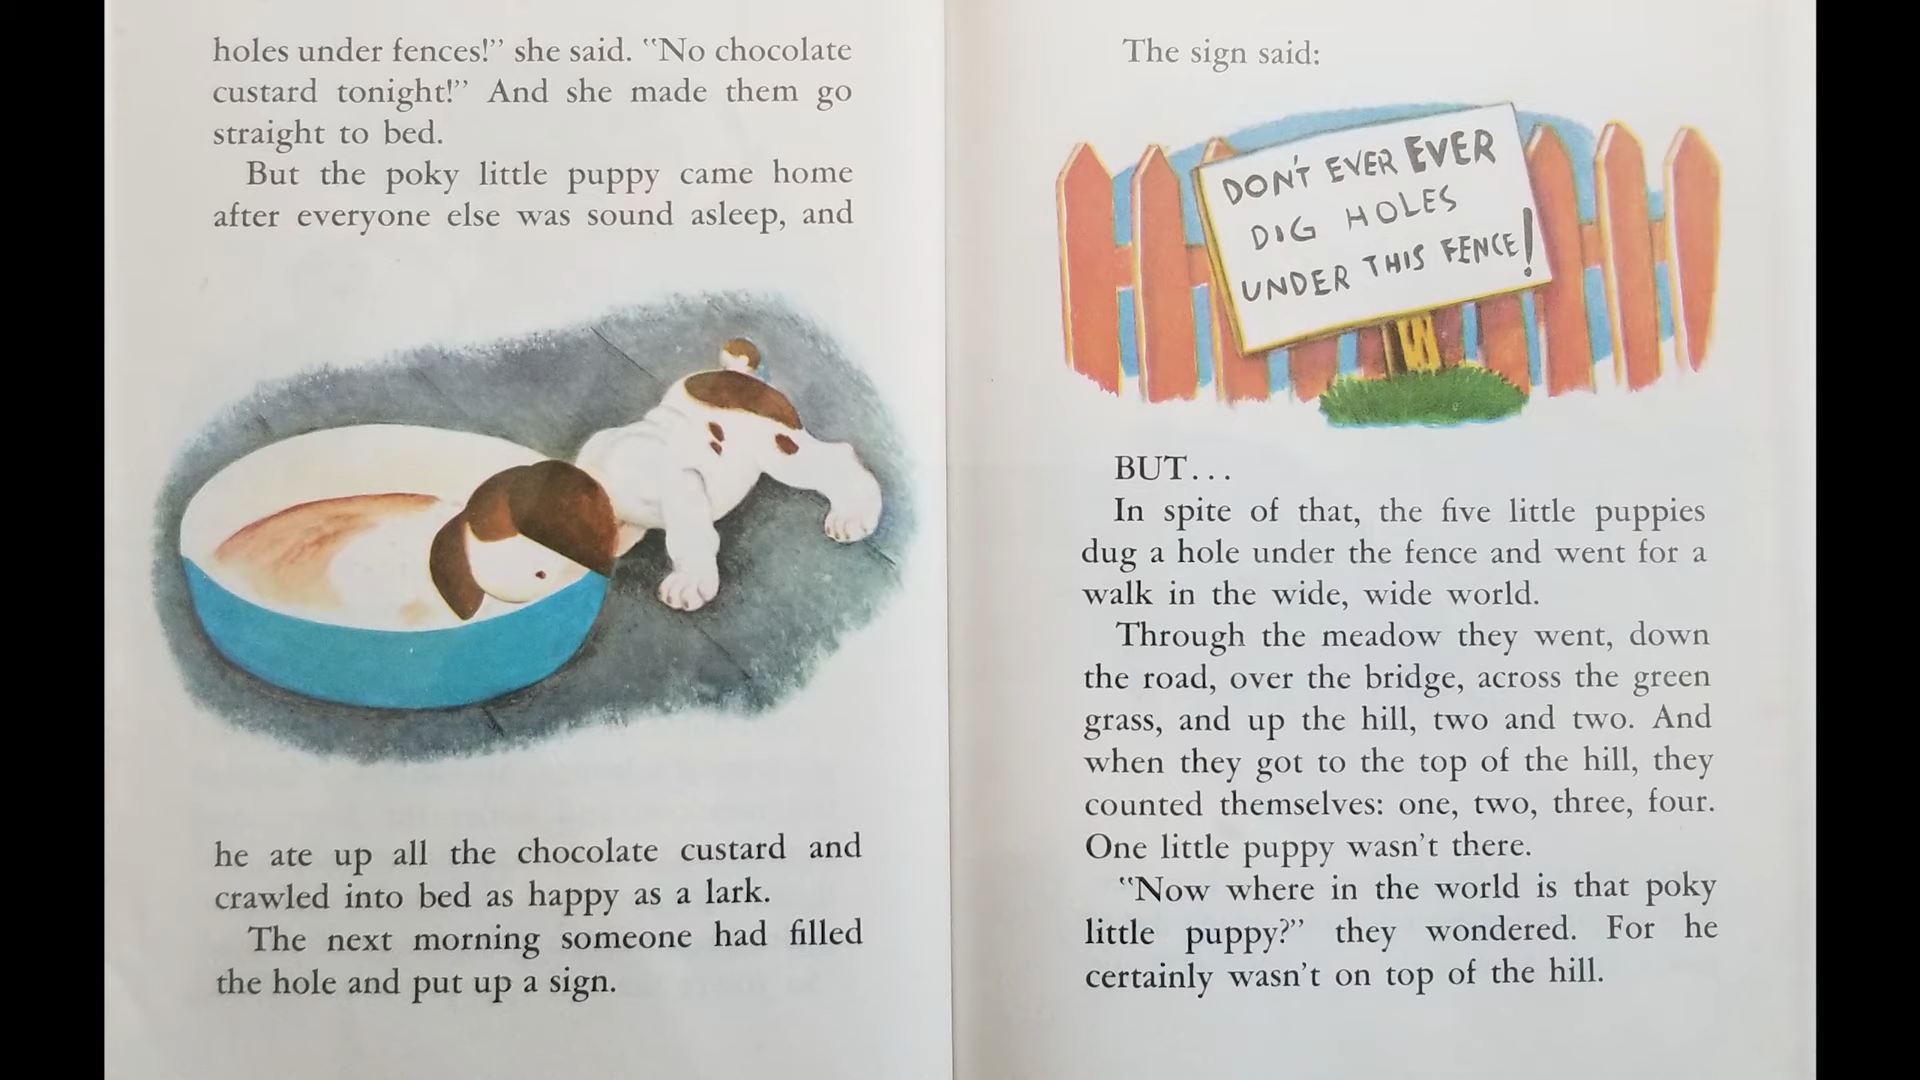 holes under fences!" she said. "No chocolate
custard tonight!" And she made them go
straight to bed.
But the poky little puppy came home
after everyone else was sound asleep, and
he ate up all the chocolate custard and
crawled into bed as happy as a lark.
The next morning someone had filled
the hole and put up a sign.
The sign said:
DON'T EVER EVER
DIG HOLES
UNDER THIS FENCE!
BUT...
In spite of that, the five little puppies
dug a hole under the fence and went for a
walk in the wide, wide world.
Through the meadow they went, down
the road, over the bridge, across the green
grass, and up the hill, two and two. And
when they got to the top of the hill, they
counted themselves: one, two, three, four.
One little puppy wasn't there.
"Now where in the world is that poky
little puppy?" they wondered. For he
certainly wasn't on top of the hill.